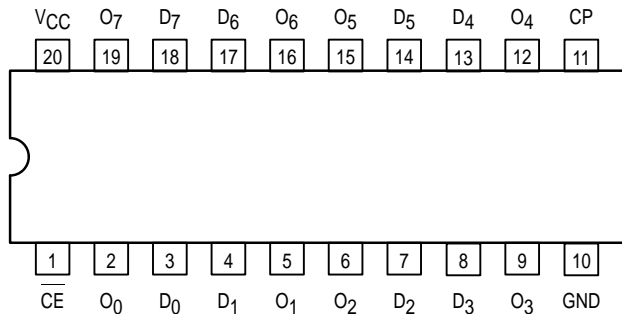 VCC O7 D7 D6 O6 O5 D5 D4 O4 CP
20 19 18 17 16 15 14 13 12 11
1 2 3 4 5 6 7 8 9 10
C̅E̅ O0 D0 D1 O1 O2 D2 D3 O3 GND